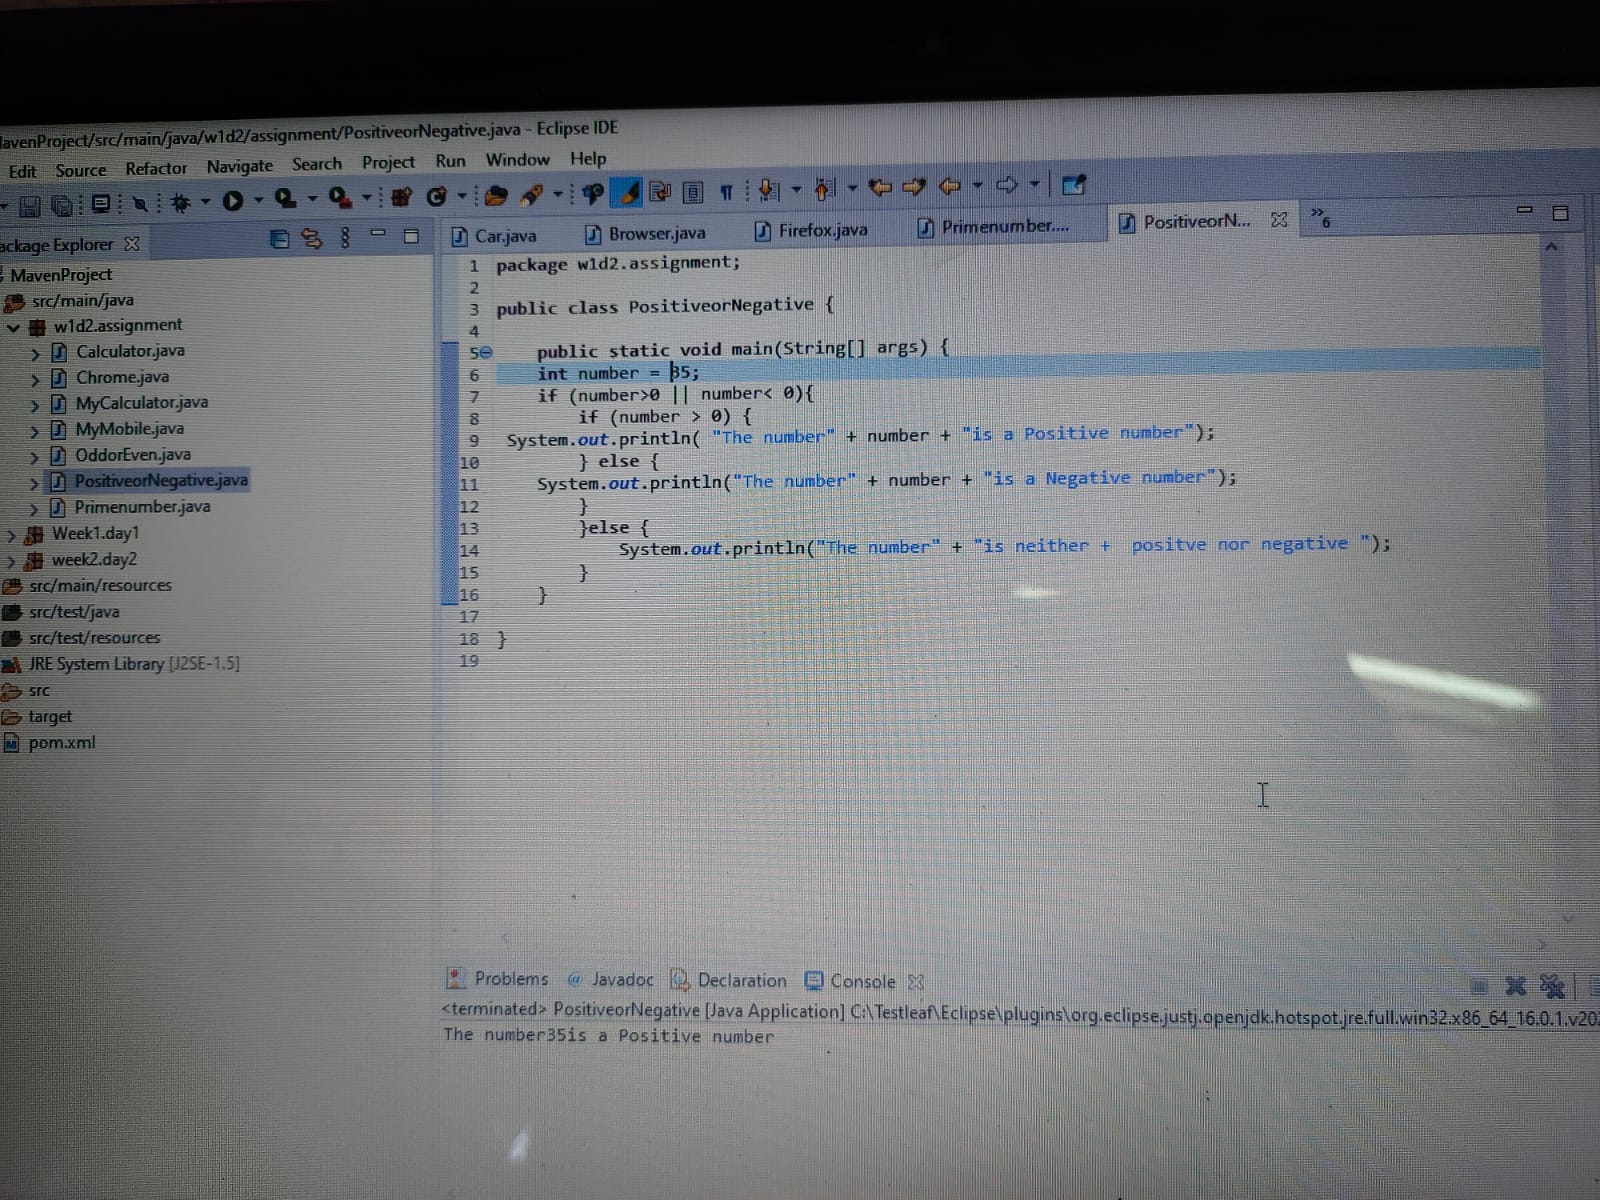 MavenProject/src/main/java/w1d2/assignment/PositiveorNegative.java - Eclipse IDE
Edit Source Refactor Navigate Search Project Run Window Help
Package Explorer
MavenProject
src/main/java
w1d2.assignment
Calculator.java
Chrome.java
MyCalculator.java
MyMobile.java
OddorEven.java
PositiveorNegative.java
Primenumber.java
Week1.day1
week2.day2
src/main/resources
src/test/java
src/test/resources
JRE System Library [J2SE-1.5]
src
target
pom.xml
Car.java Browser.java Firefox.java Primenumber.... PositiveorN... »6
1 package w1d2.assignment;
2
3 public class PositiveorNegative {
4
5 public static void main(String[] args) {
6 int number = 35;
7 if (number>0 || number< 0){
8 if (number > 0) {
9 System.out.println( "The number" + number + "is a Positive number");
10 } else {
11 System.out.println("The number" + number + "is a Negative number");
12 }
13 }else {
14 System.out.println("The number" + "is neither +  positve nor negative ");
15 }
16 }
17
18 }
19
Problems @ Javadoc Declaration Console
<terminated> PositiveorNegative [Java Application] C:\Testleaf\Eclipse\plugins\org.eclipse.justj.openjdk.hotspot.jre.full.win32.x86_64_16.0.1.v20
The number35is a Positive number